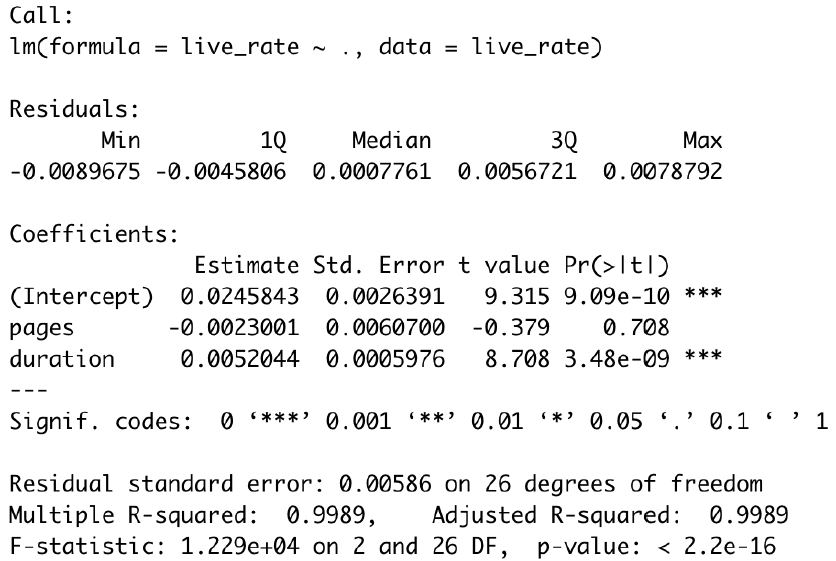 Call:
lm(formula = live_rate ~ ., data = live_rate)
Residuals:
Min 1Q Median 3Q Max
-0.0089675 -0.0045806 0.0007761 0.0056721 0.0078792
Coefficients:
Estimate Std. Error t value Pr(>|t|)
(Intercept) 0.0245843 0.0026391 9.315 9.09e-10 ***
pages -0.0023001 0.0060700 -0.379 0.708
duration 0.0052044 0.0005976 8.708 3.48e-09 ***
---
Signif. codes: 0 ‘***’ 0.001 ‘**’ 0.01 ‘*’ 0.05 ‘.’ 0.1 ‘ ’ 1
Residual standard error: 0.00586 on 26 degrees of freedom
Multiple R-squared: 0.9989, Adjusted R-squared: 0.9989
F-statistic: 1.229e+04 on 2 and 26 DF, p-value: < 2.2e-16